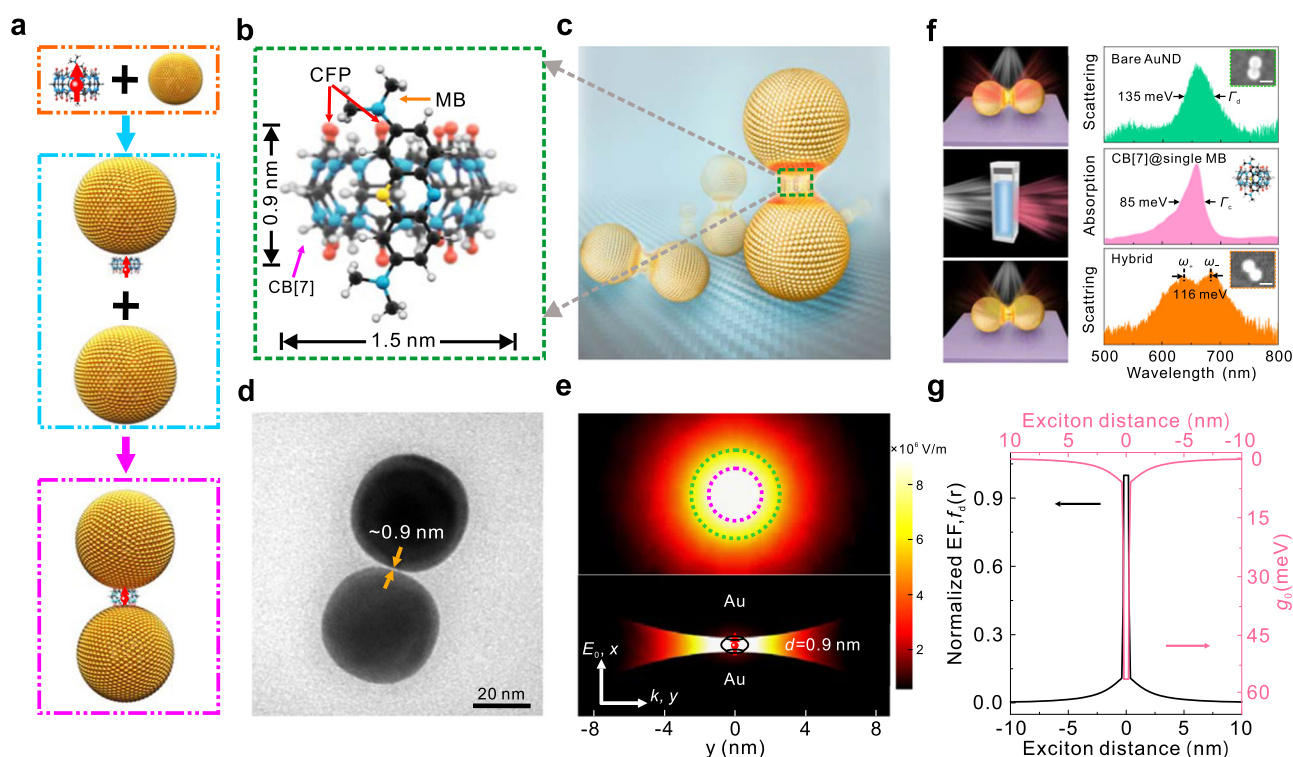 a
b
CFP
MB
0.9 nm
CB[7]
1.5 nm
c
d
~0.9 nm
20 nm
e
×10⁶ V/m
8
6
4
2
Au
d=0.9 nm
E₀, x
Au
k, y
-8
-4
0
4
8
y (nm)
f
Scattering
Bare AuND
135 meV
Γd
Absorption
CB[7]@single MB
85 meV
Γc
Scattring
Hybrid
ω₊
ω₋
116 meV
500
600
700
800
Wavelength (nm)
g
Exciton distance (nm)
10
5
0
-5
-10
Normalized EF, fd(r)
0.9
0.6
0.3
0.0
0
15
30
45
60
g₀(meV)
-10
-5
0
5
10
Exciton distance (nm)